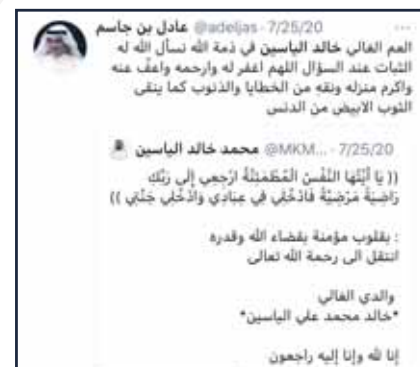 عادل بن جاسم @adeljas · 7/25/20
العم الغالي خالد الياسين في ذمة الله نسأل الله له
الثبات عند السؤال اللهم اغفر له وارحمه واعفُ عنه
واكرم منزله ونقهِ من الخطايا والذنوب كما ينقى
الثوب الابيض من الدنس
محمد خالد الياسين @MKM... · 7/25/20
(( يَا أَيَّتُهَا النَّفْسُ الْمُطْمَئِنَّةُ ارْجِعِي إِلَى رَبِّكِ
رَاضِيَةً مَرْضِيَّةً فَادْخُلِي فِي عِبَادِي وَادْخُلِي جَنَّتِي ))
: بقلوب مؤمنة بقضاء الله وقدره
انتقل الى رحمة الله تعالى
والدي الغالي
*خالد محمد علي الياسين*
إنا لله وإنا إليه راجعون